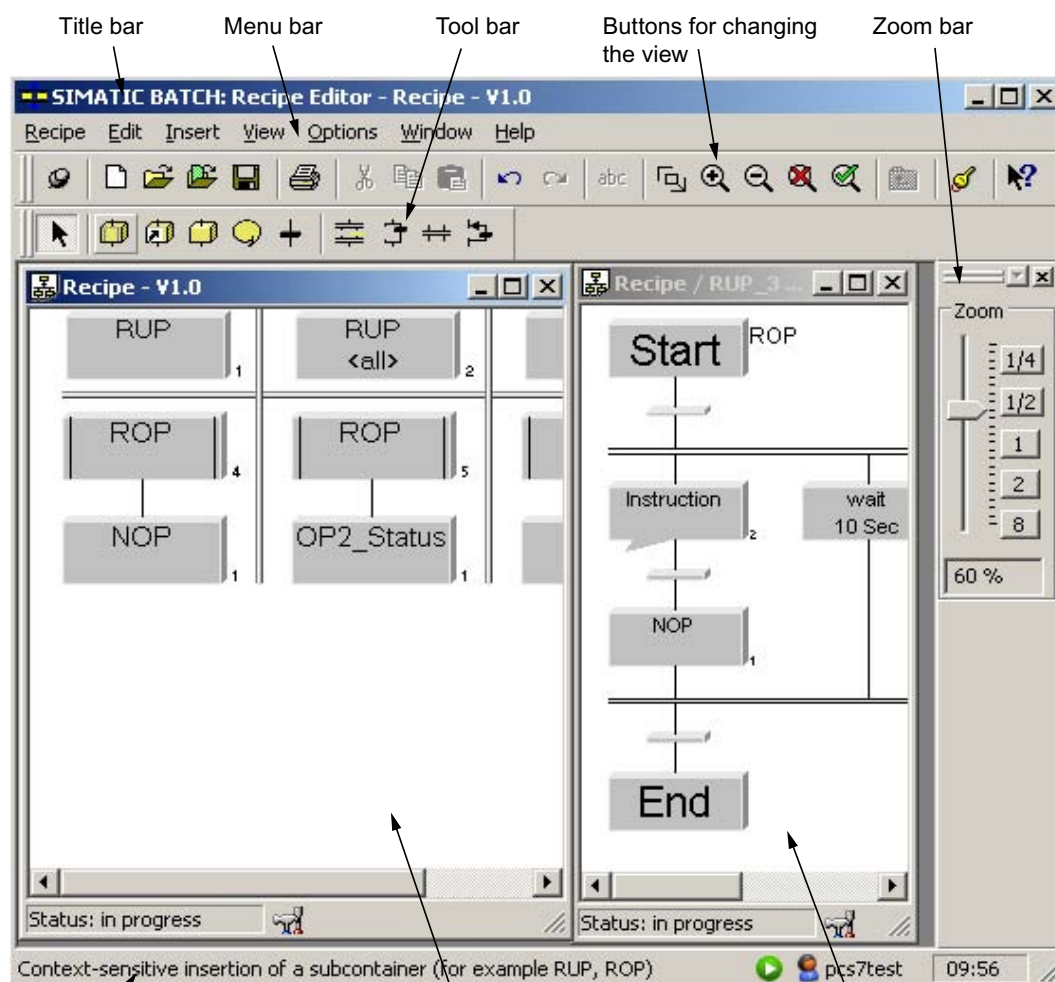 Title bar
Menu bar
Tool bar
Buttons for changing
the view
Zoom bar
SIMATIC BATCH: Recipe Editor - Recipe - V1.0
Recipe Edit Insert View Options Window Help
abc
Recipe - V1.0
Recipe / RUP_3 ...
RUP
1
RUP
<all>
2
ROP
4
ROP
5
NOP
1
OP2_Status
1
Status: in progress
Start
ROP
Instruction
2
wait
10 Sec
NOP
1
End
Status: in progress
Zoom
1/4
1/2
1
2
8
60 %
Context-sensitive insertion of a subcontainer (for example RUP, ROP)
pcs7test
09:56